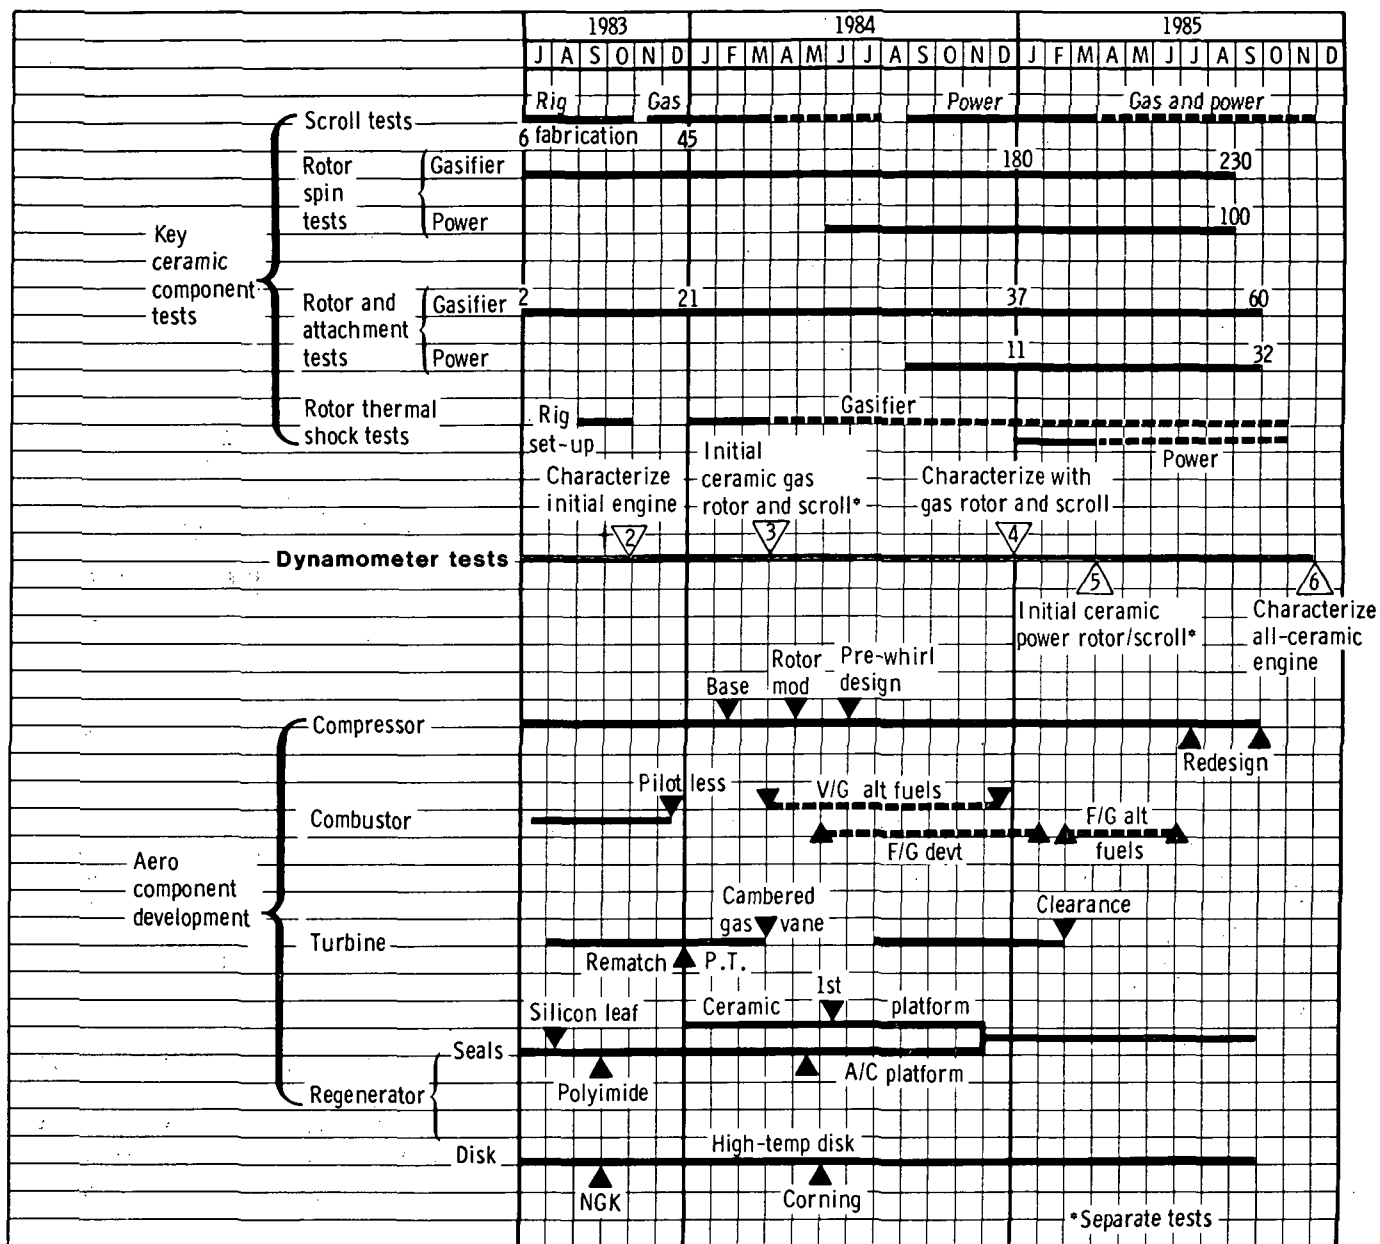 1983 1984 1985
J A S O N D J F M A M J J A S O N D J F M A M J J A S O N D
Rig Gas Power Gas and power
Scroll tests
6 fabrication 45 180 230
Rotor Gasifier
spin
tests Power 100
Key
ceramic
component
tests
2 21 37 60
Rotor and Gasifier
attachment
tests Power 11 32
Rotor thermal Rig Gasifier
shock tests set-up Power
Characterize
initial engine
Initial
ceramic gas
rotor and scroll*
Characterize with
gas rotor and scroll
2 3 4
Dynamometer tests
5 6
Initial ceramic
power rotor/scroll*
Characterize
all-ceramic
engine
Base
Rotor
mod
Pre-whirl
design
Compressor
Redesign
Pilot less V/G alt fuels
Combustor F/G alt
F/G devt fuels
Aero
component
development
Cambered
gas vane
Clearance
Turbine
Rematch P.T.
1st
Silicon leaf Ceramic platform
Seals
Polyimide A/C platform
Regenerator
Disk High-temp disk
NGK Corning
*Separate tests